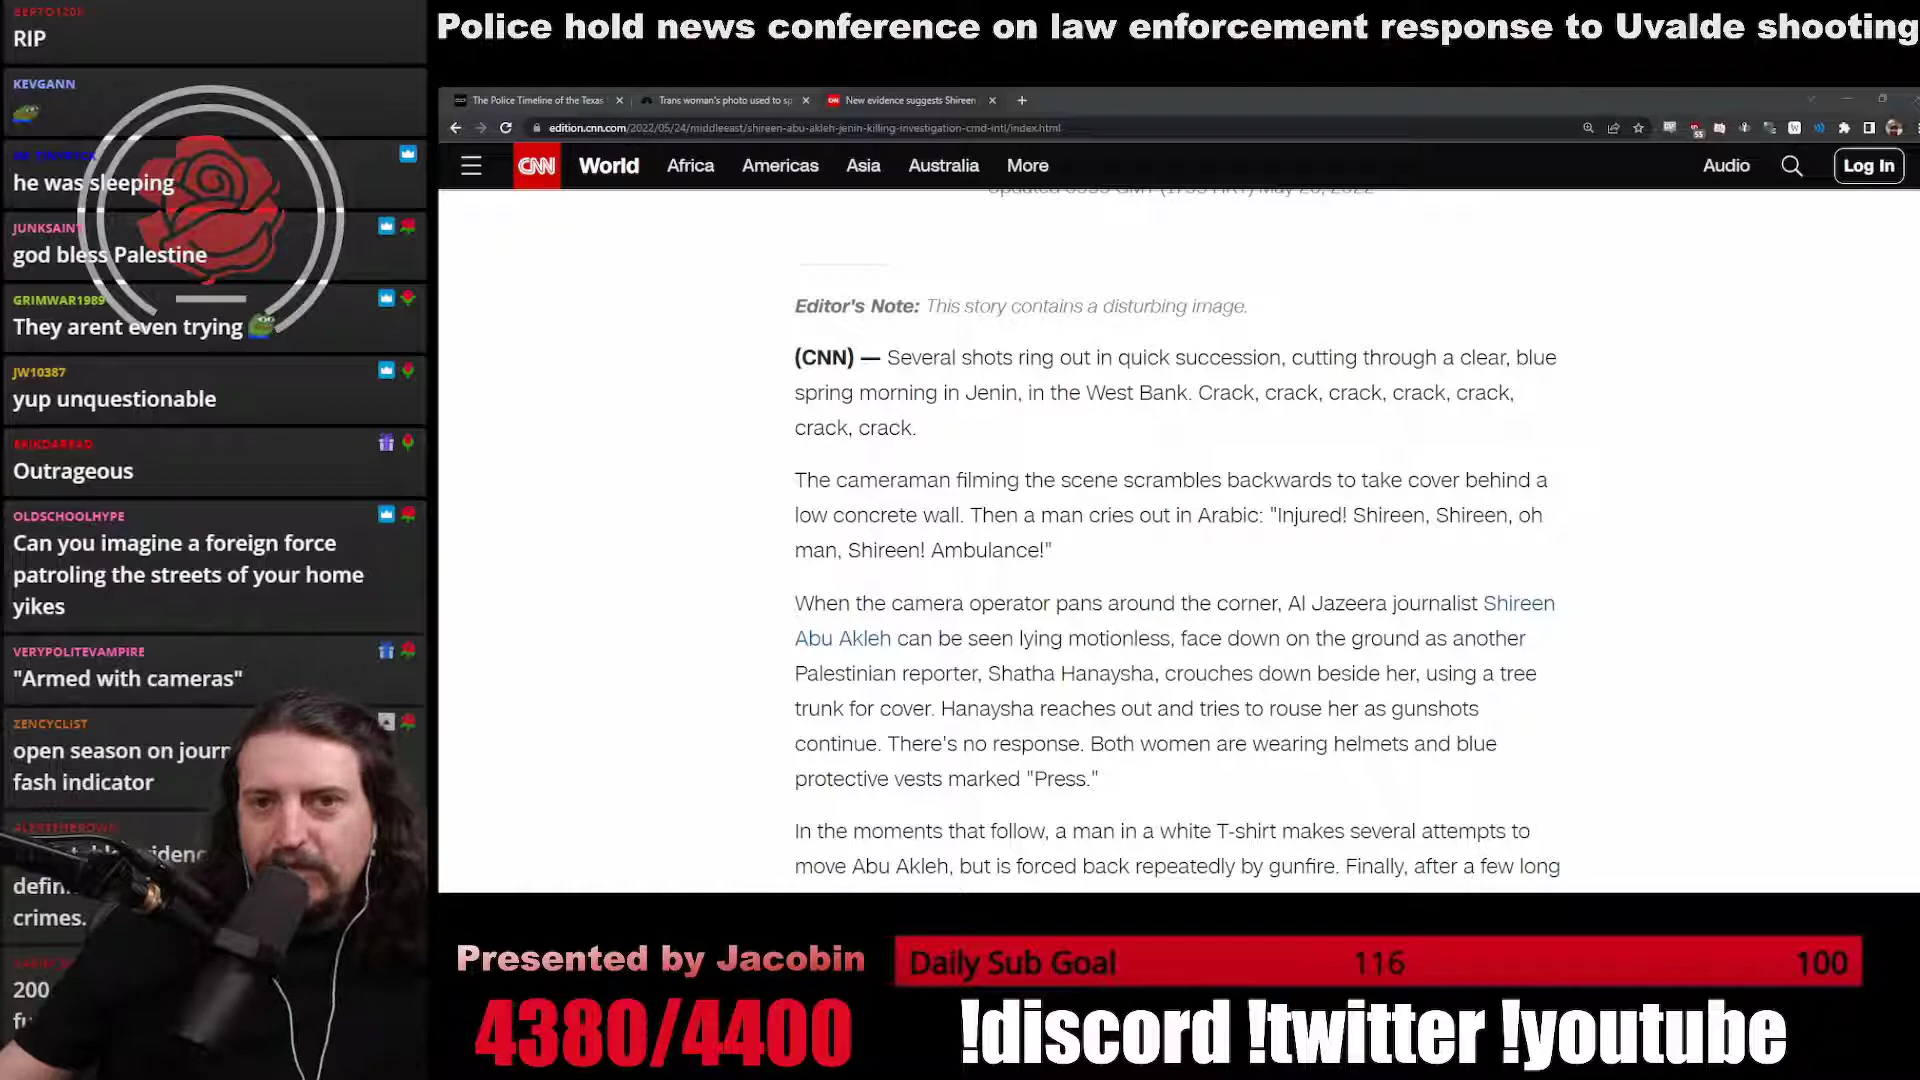 RIP
KEVGANN
he was sleeping
JUNKSAINT
god bless Palestine
GRIMWAR1989
They arent even trying
JW10387
yup unquestionable
Outrageous
OLDSCHOOLHYPE
Can you imagine a foreign force
patroling the streets of your home
yikes
VERYPOLITEVAMPIRE
"Armed with cameras"
ZENCYCLIST
open season on
fash indicator
crimes.
200
Police hold news conference on law enforcement response to Uvalde shooting
The Police Timeline of the Texas
Trans woman's photo used to sp
New evidence suggests Shireen
edition.cnn.com/2022/05/24/middleeast/shireen-abu-akleh-jenin-killing-investigation-cmd-intl/index.html
CNN World Africa Americas Asia Australia More Audio Log In
Editor's Note: This story contains a disturbing image.
(CNN) — Several shots ring out in quick succession, cutting through a clear, blue
spring morning in Jenin, in the West Bank. Crack, crack, crack, crack, crack,
crack, crack.
The cameraman filming the scene scrambles backwards to take cover behind a
low concrete wall. Then a man cries out in Arabic: "Injured! Shireen, Shireen, oh
man, Shireen! Ambulance!"
When the camera operator pans around the corner, Al Jazeera journalist Shireen
Abu Akleh can be seen lying motionless, face down on the ground as another
Palestinian reporter, Shatha Hanaysha, crouches down beside her, using a tree
trunk for cover. Hanaysha reaches out and tries to rouse her as gunshots
continue. There's no response. Both women are wearing helmets and blue
protective vests marked "Press."
In the moments that follow, a man in a white T-shirt makes several attempts to
move Abu Akleh, but is forced back repeatedly by gunfire. Finally, after a few long
Presented by Jacobin
Daily Sub Goal 116 100
4380/4400
!discord !twitter !youtube